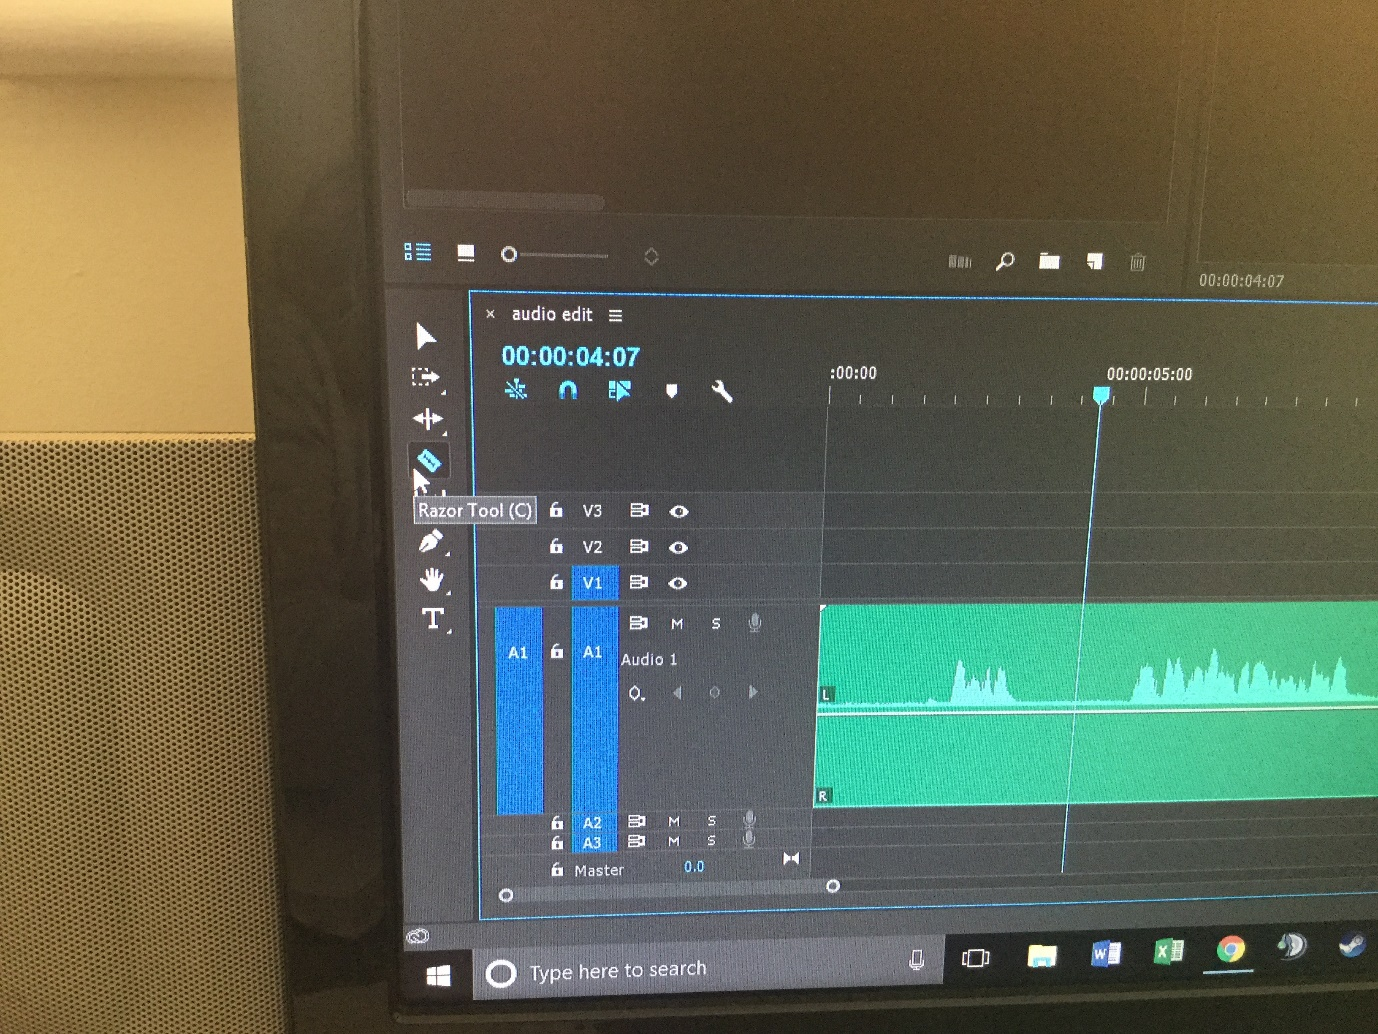 00:00:04:07
× audio edit
00:00:04:07
:00:00
00:00:05:00
Razor Tool (C)
V3
V2
V1
T
M S
A1 A1
Audio 1
L
R
A2 M S
A3 M S
Master 0.0
Type here to search